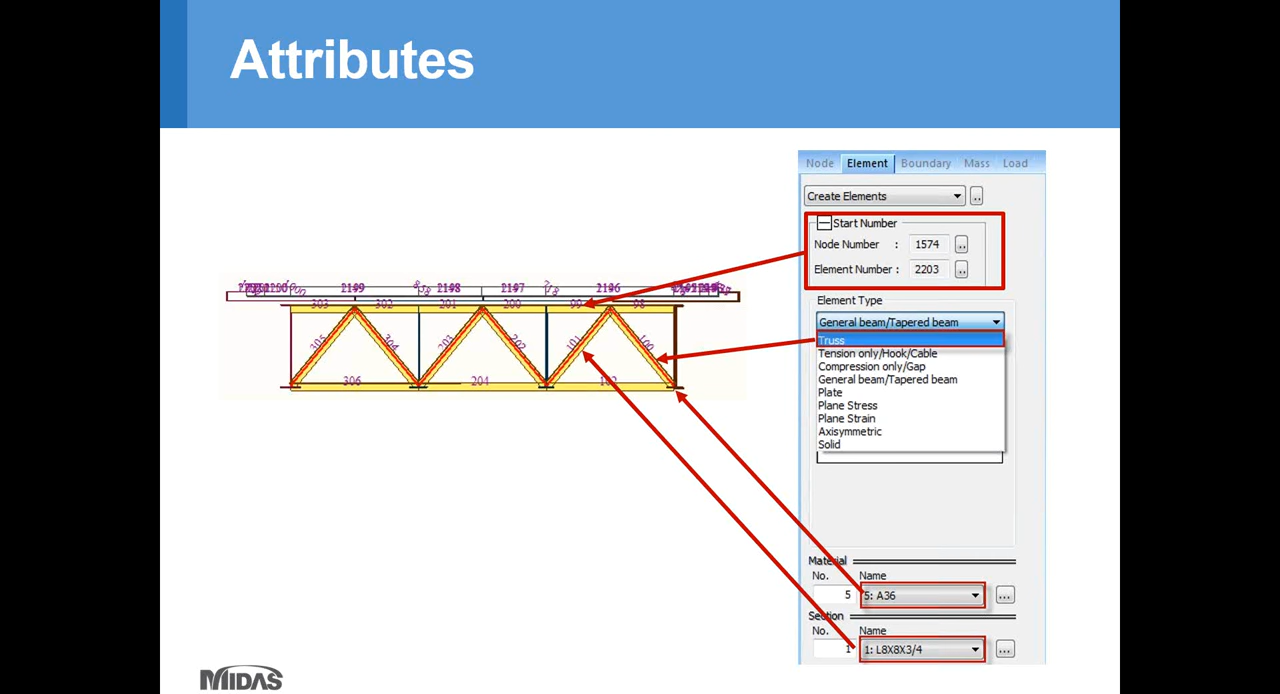 Attributes
Node Element Boundary Mass Load
Create Elements
Start Number
Node Number : 1574
Element Number : 2203
Element Type
General beam/Tapered beam
Truss
Tension only/Hook/Cable
Compression only/Gap
General beam/Tapered beam
Plate
Plane Stress
Plane Strain
Axisymmetric
Solid
2199 2198 2197 2196
303 302 201 200 99 98
305 304 203 202 101 100
306 204 102
Material
No. Name
5 5: A36
Section
No. Name
1 1: L8X8X3/4
MIDAS